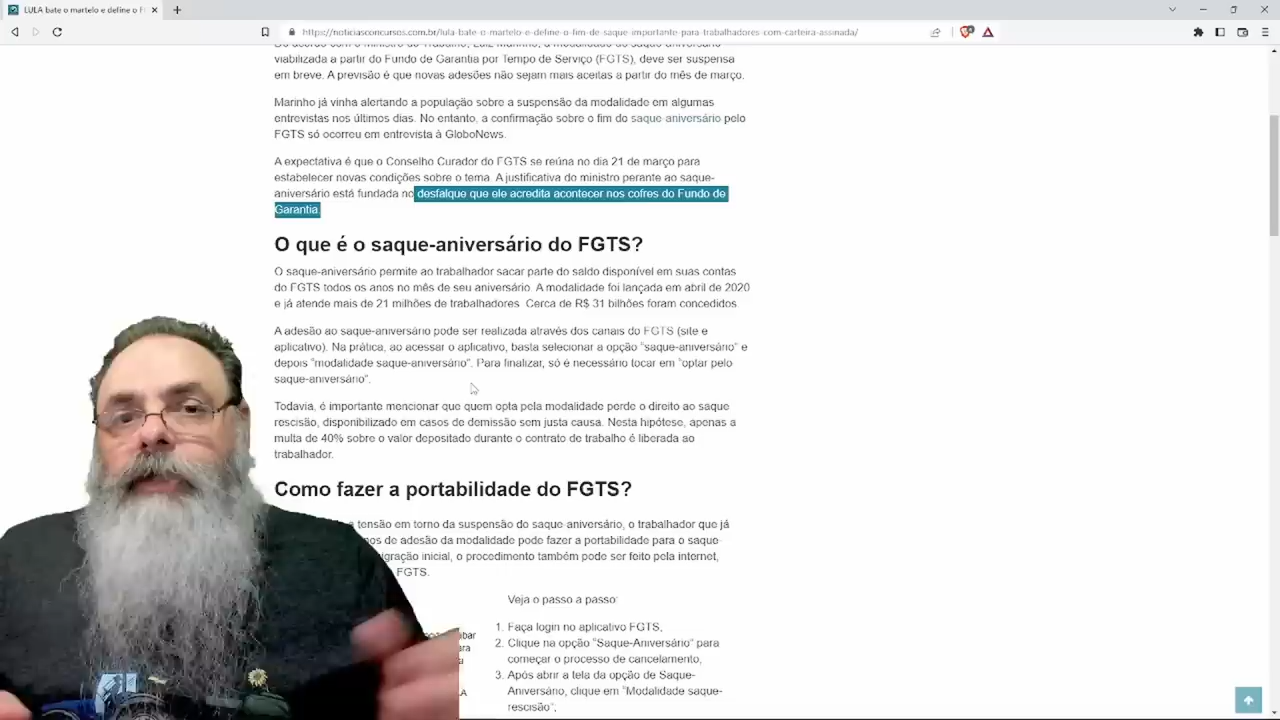 LULA bate o martelo e define o f
https://noticiasconcursos.com.br/lula-bate-o-martelo-e-define-o-fim-de-saque-importante-para-trabalhadores-com-carteira-assinada/
viabilizada a partir do Fundo de Garantia por Tempo de Serviço (FGTS), deve ser suspensa
em breve. A previsão é que novas adesões não sejam mais aceitas a partir do mês de março.
Marinho já vinha alertando a população sobre a suspensão da modalidade em algumas
entrevistas nos últimos dias. No entanto, a confirmação sobre o fim do saque-aniversário pelo
FGTS só ocorreu em entrevista à GloboNews.
A expectativa é que o Conselho Curador do FGTS se reúna no dia 21 de março para
estabelecer novas condições sobre o tema. A justificativa do ministro perante ao saque-
aniversário está fundada no desfalque que ele acredita acontecer nos cofres do Fundo de
Garantia.
O que é o saque-aniversário do FGTS?
O saque-aniversário permite ao trabalhador sacar parte do saldo disponível em suas contas
do FGTS todos os anos no mês de seu aniversário. A modalidade foi lançada em abril de 2020
e já atende mais de 21 milhões de trabalhadores. Cerca de R$ 31 bilhões foram concedidos.
A adesão ao saque-aniversário pode ser realizada através dos canais do FGTS (site e
aplicativo). Na prática, ao acessar o aplicativo, basta selecionar a opção “saque-aniversário” e
depois “modalidade saque-aniversário”. Para finalizar, só é necessário tocar em “optar pelo
saque-aniversário”.
Todavia, é importante mencionar que quem opta pela modalidade perde o direito ao saque
rescisão, disponibilizado em casos de demissão sem justa causa. Nesta hipótese, apenas a
multa de 40% sobre o valor depositado durante o contrato de trabalho é liberada ao
trabalhador.
Como fazer a portabilidade do FGTS?
a tensão em torno da suspensão do saque-aniversário, o trabalhador que já
nos de adesão da modalidade pode fazer a portabilidade para o saque-
igração inicial, o procedimento também pode ser feito pela internet,
FGTS.
Veja o passo a passo:
1. Faça login no aplicativo FGTS;
2. Clique na opção “Saque-Aniversário” para
começar o processo de cancelamento;
3. Após abrir a tela da opção de Saque-
Aniversário, clique em “Modalidade saque-
rescisão”;